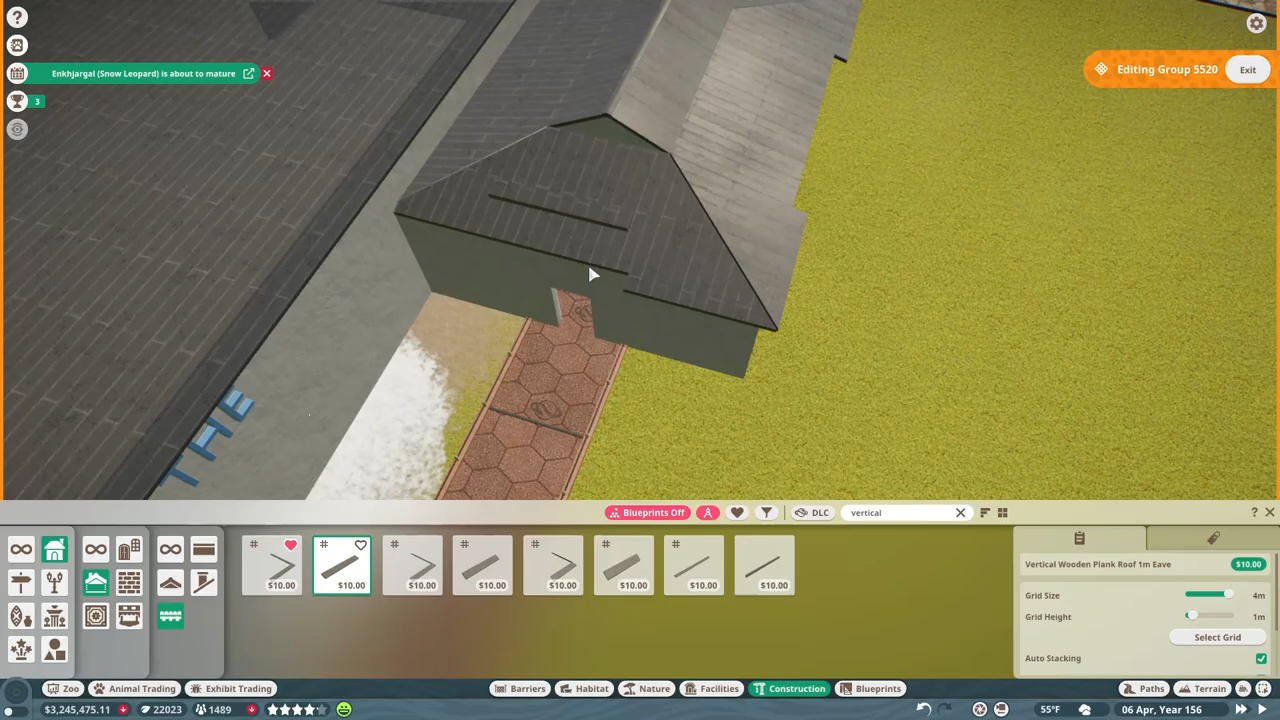 Editing Group 5520
Exit
Enkhjargal (Snow Leopard) is about to mature
3
Blueprints Off
DLC
vertical
?
$10.00
$10.00
$10.00
$10.00
$10.00
$10.00
$10.00
$10.00
Vertical Wooden Plank Roof 1m Eave
$10.00
Grid Size
4m
Grid Height
1m
Select Grid
Auto Stacking
Zoo
Animal Trading
Exhibit Trading
Barriers
Habitat
Nature
Facilities
Construction
Blueprints
Paths
Terrain
$3,245,475.11
22023
1489
55°F
06 Apr, Year 156